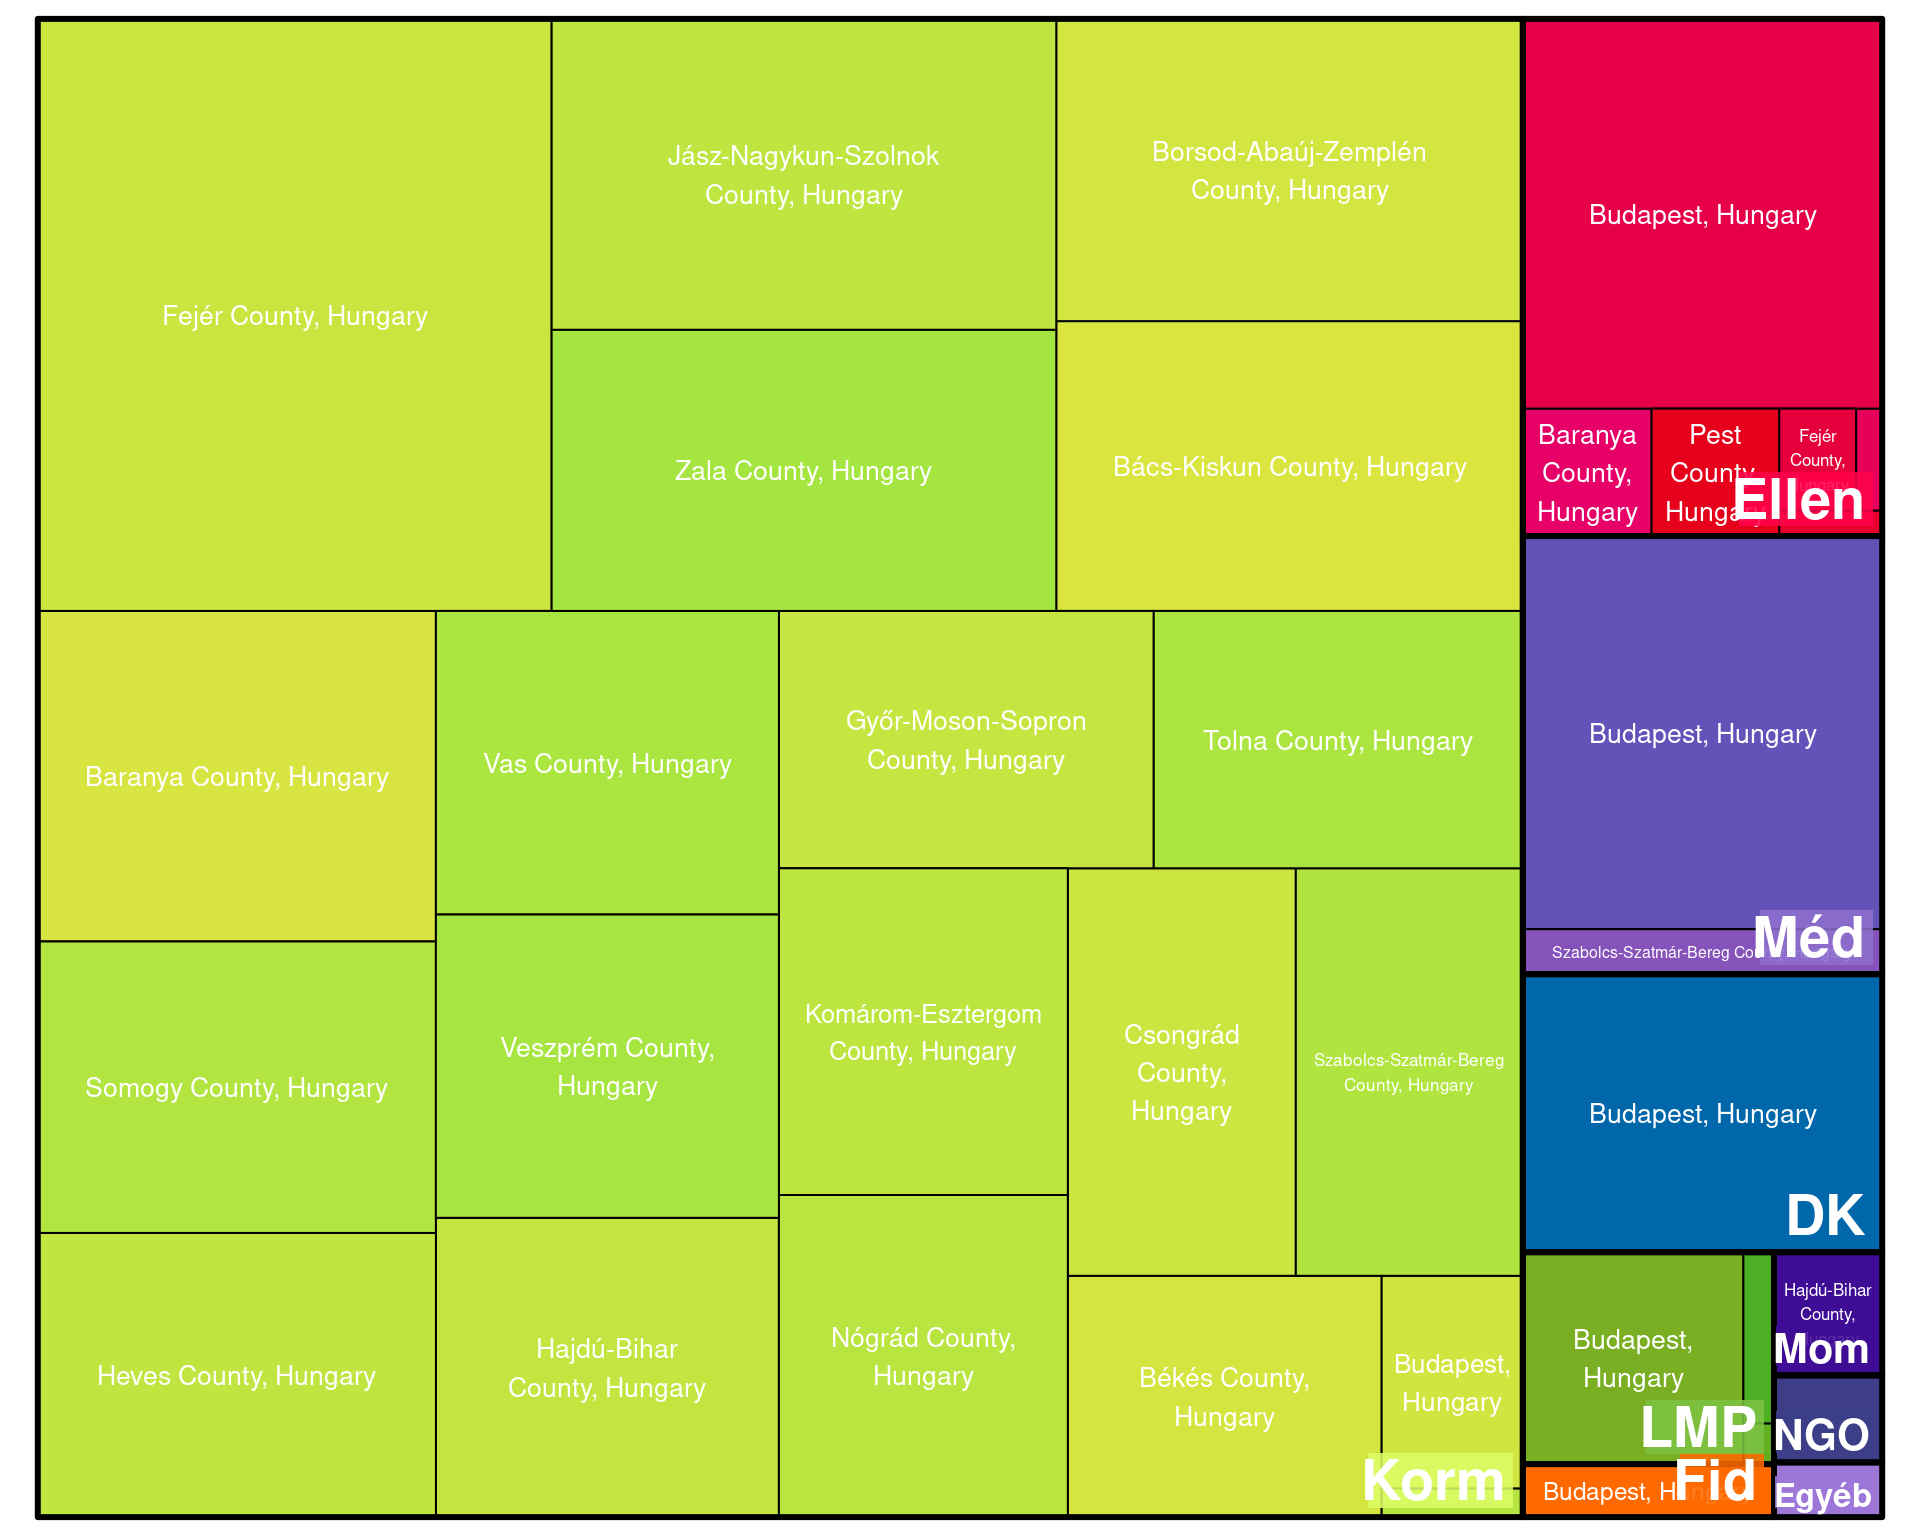 Fejér County, Hungary
Jász-Nagykun-Szolnok
County, Hungary
Borsod-Abaúj-Zemplén
County, Hungary
Zala County, Hungary
Bács-Kiskun County, Hungary
Baranya County, Hungary
Vas County, Hungary
Győr-Moson-Sopron
County, Hungary
Tolna County, Hungary
Somogy County, Hungary
Veszprém County,
Hungary
Komárom-Esztergom
County, Hungary
Csongrád
County,
Hungary
Szabolcs-Szatmár-Bereg
County, Hungary
Heves County, Hungary
Hajdú-Bihar
County, Hungary
Nógrád County,
Hungary
Békés County,
Hungary
Budapest,
Hungary
Korm
Budapest, Hungary
Baranya
County,
Hungary
Pest
County,
Hungary
Fejér
County,
Hungary
Ellen
Budapest, Hungary
Szabolcs-Szatmár-Bereg County, Hungary
Méd
Budapest, Hungary
DK
Budapest,
Hungary
LMP
Budapest, Hungary
Fid
Hajdú-Bihar
County,
Hungary
Mom
NGO
Egyéb